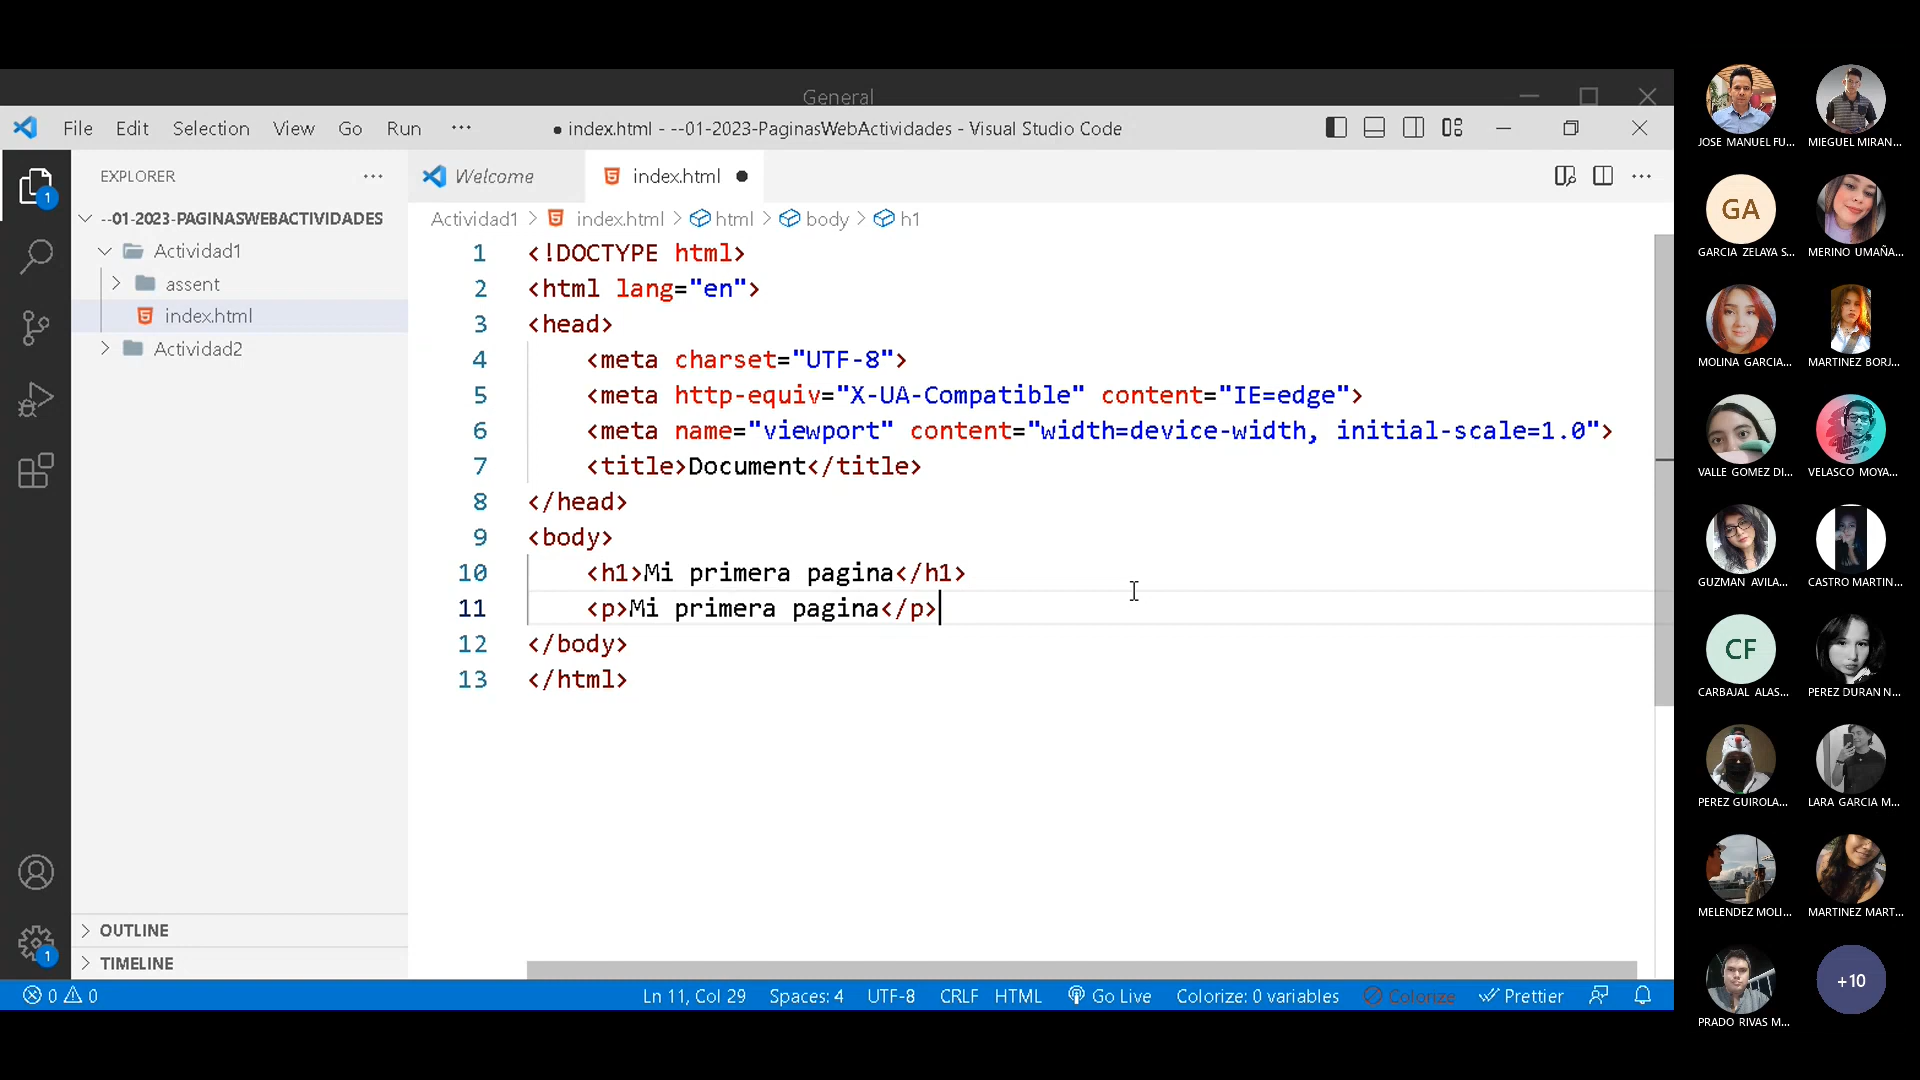 General
File Edit Selection View Go Run ··· ● index.html - --01-2023-PaginasWebActividades - Visual Studio Code
EXPLORER ···
Welcome index.html ●
--01-2023-PAGINASWEBACTIVIDADES
Actividad1
assent
index.html
Actividad2
OUTLINE
TIMELINE
Actividad1 > index.html > html > body > h1
1 <!DOCTYPE html>
2 <html lang="en">
3 <head>
4 <meta charset="UTF-8">
5 <meta http-equiv="X-UA-Compatible" content="IE=edge">
6 <meta name="viewport" content="width=device-width, initial-scale=1.0">
7 <title>Document</title>
8 </head>
9 <body>
10 <h1>Mi primera pagina</h1>
11 <p>Mi primera pagina</p>
12 </body>
13 </html>
1
1
0 0 Ln 11, Col 29 Spaces: 4 UTF-8 CRLF HTML Go Live Colorize: 0 variables Colorize Prettier
JOSE MANUEL FU... MIEGUEL MIRAN...
GA
GARCIA ZELAYA S... MERINO UMAÑA...
MOLINA GARCIA... MARTINEZ BORJ...
VALLE GOMEZ DI... VELASCO MOYA...
GUZMAN AVILA... CASTRO MARTIN...
CF
CARBAJAL ALAS... PEREZ DURAN N...
PEREZ GUIROLA... LARA GARCIA M...
MELENDEZ MOLI... MARTINEZ MART...
+10
PRADO RIVAS M...